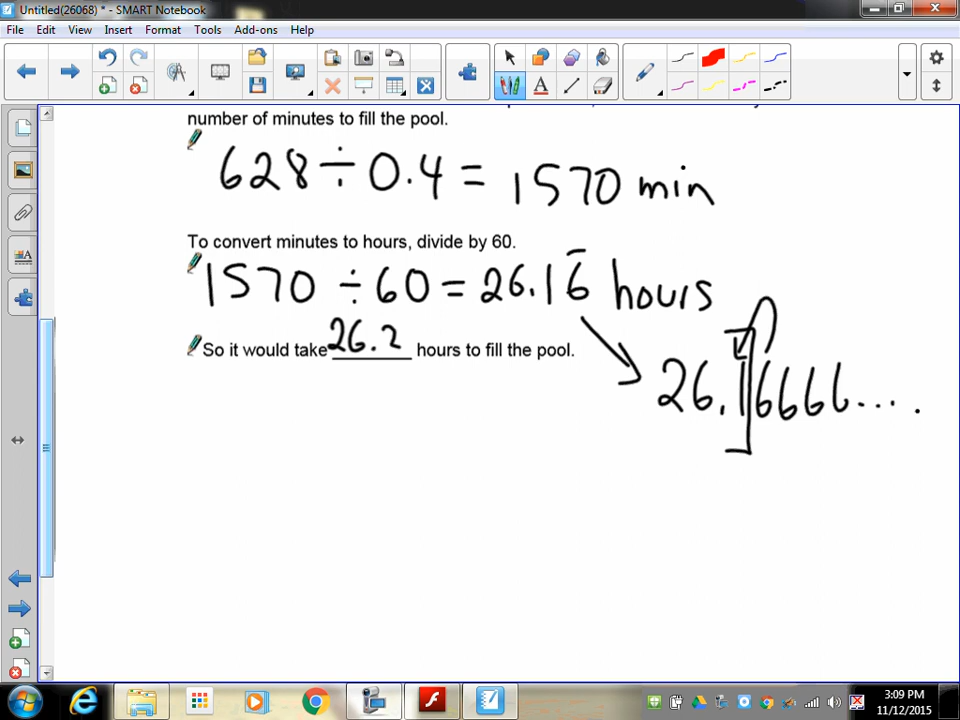 Untitled(26068) * - SMART Notebook
File Edit View Insert Format Tools Add-ons Help
number of minutes to fill the pool.
628 ÷ 0.4 = 1570 min
To convert minutes to hours, divide by 60.
1570 ÷ 60 = 26.16̅ hours
So it would take 26.2 hours to fill the pool.
26.16666....
3:09 PM
11/12/2015